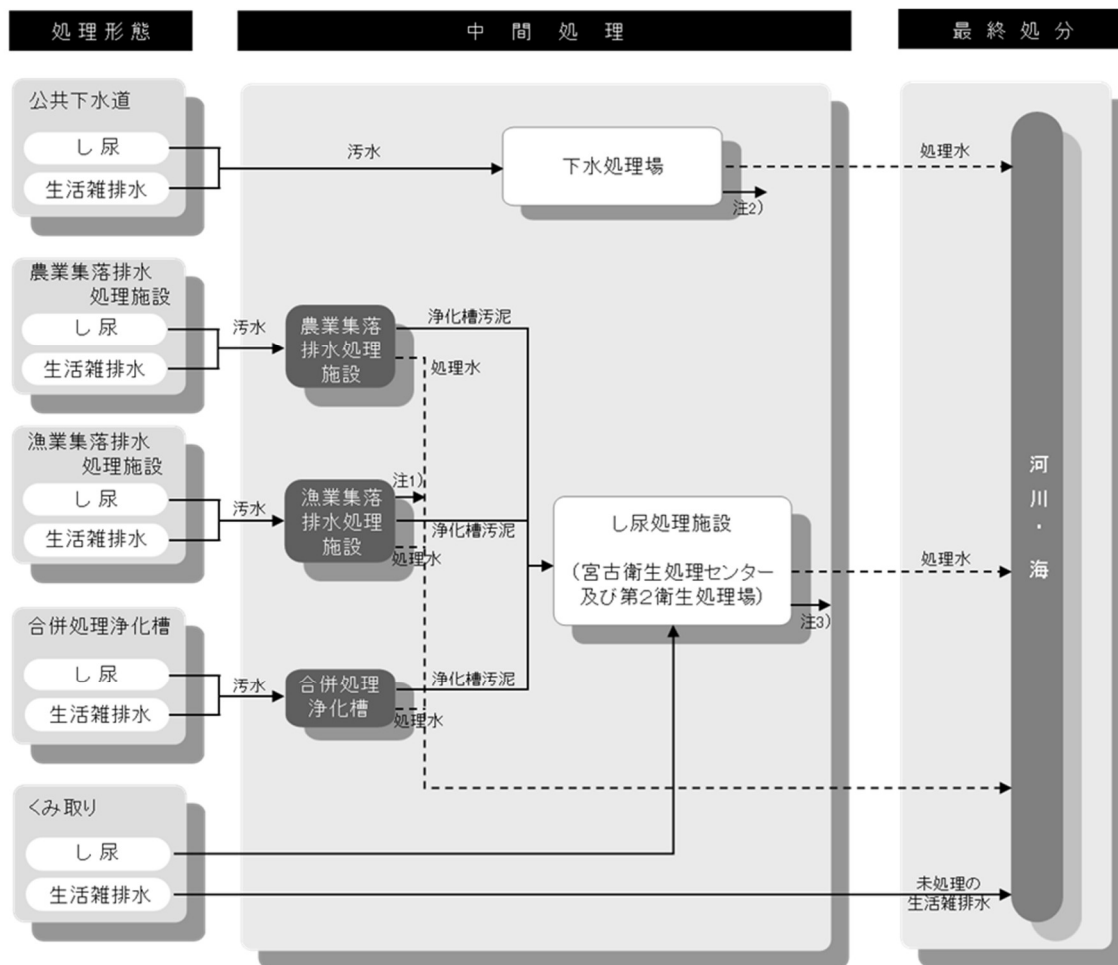 処理形態
中間処理
最終処分
公共下水道
し尿
生活雑排水
汚水
下水処理場
注2)
処理水
農業集落排水
処理施設
し尿
生活雑排水
汚水
農業集落
排水処理
施設
浄化槽汚泥
処理水
漁業集落排水
処理施設
し尿
生活雑排水
汚水
漁業集落
排水処理
施設
注1)
浄化槽汚泥
処理水
し尿処理施設
(宮古衛生処理センター
及び第2衛生処理場)
注3)
処理水
河川・海
合併処理浄化槽
し尿
生活雑排水
汚水
合併処理
浄化槽
浄化槽汚泥
処理水
くみ取り
し尿
生活雑排水
未処理の
生活雑排水